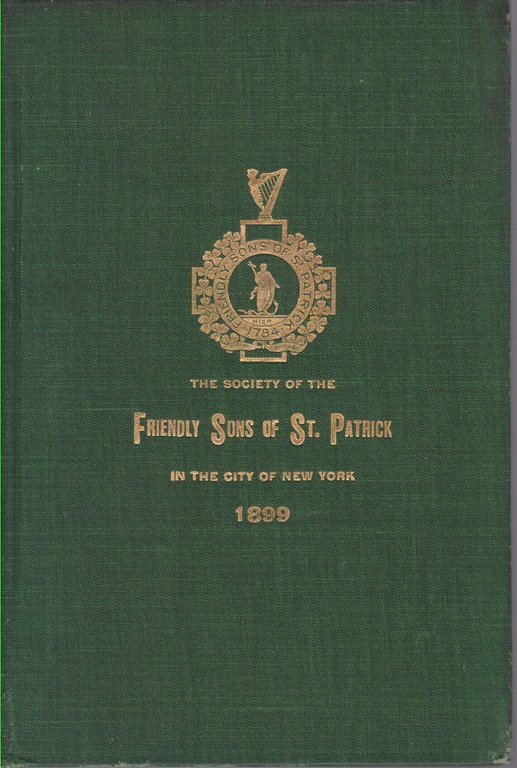 FRIENDLY SONS OF ST. PATRICK
HIER
1784
THE SOCIETY OF THE
FRIENDLY SONS OF ST. PATRICK
IN THE CITY OF NEW YORK
1899